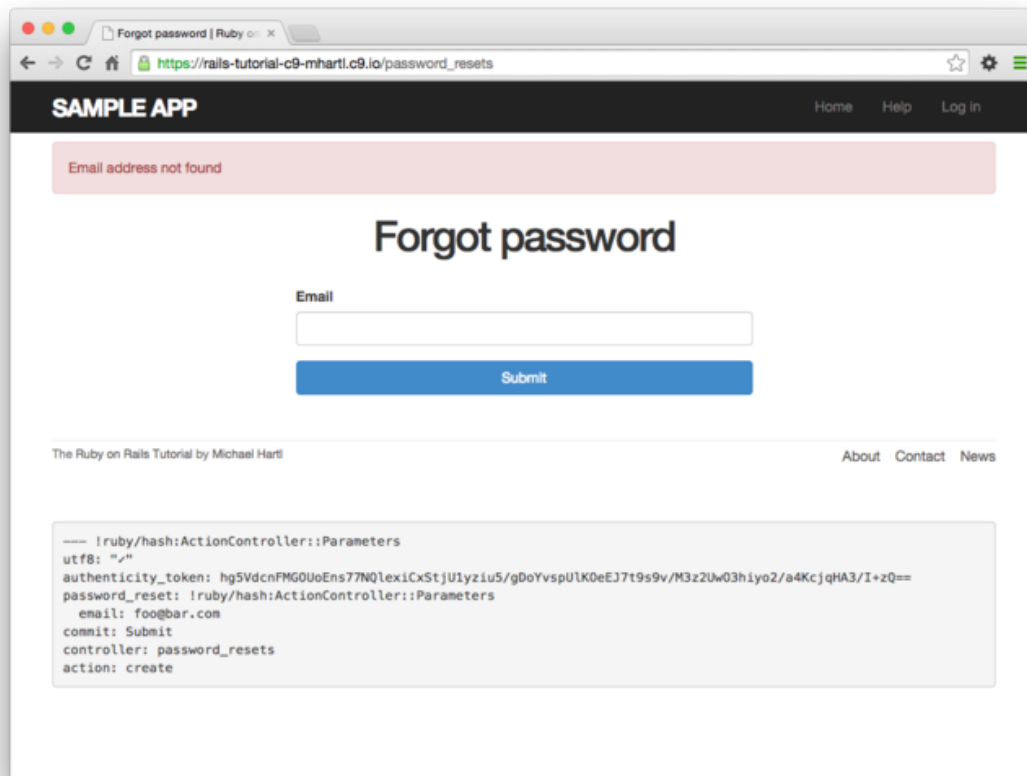 Forgot password | Ruby on
https://rails-tutorial-c9-mhartl.c9.io/password_resets
SAMPLE APP Home Help Log in
Email address not found
Forgot password
Email
Submit
The Ruby on Rails Tutorial by Michael Hartl About Contact News
--- !ruby/hash:ActionController::Parameters
utf8: "✓"
authenticity_token: hg5VdcnFMGOUoEns77NQlexiCxStjU1yziu5/gDoYvspUlKOeEJ7t9s9v/M3z2UwO3hiyo2/a4KcjqHA3/I+zQ==
password_reset: !ruby/hash:ActionController::Parameters
email: foo@bar.com
commit: Submit
controller: password_resets
action: create